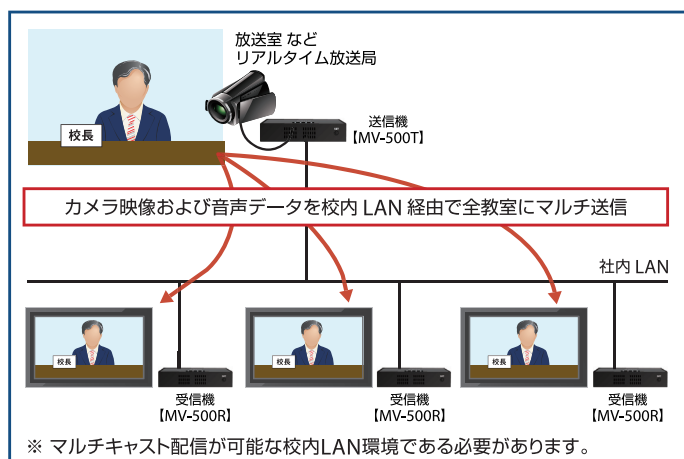 放送室 など
リアルタイム放送局
校長
送信機
【MV-500T】
カメラ映像および音声データを校内 LAN 経由で全教室にマルチ送信
社内 LAN
校長
校長
校長
受信機
【MV-500R】
受信機
【MV-500R】
受信機
【MV-500R】
※ マルチキャスト配信が可能な校内LAN環境である必要があります。